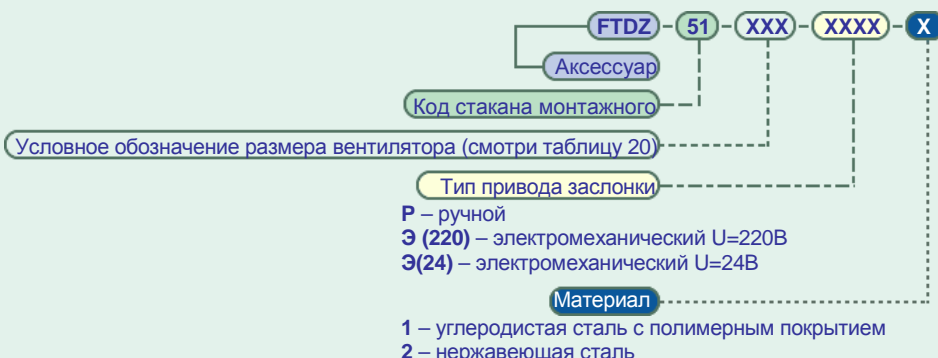 FTDZ - 51 - XXX - XXXX - X
Аксессуар
Код стакана монтажного
Условное обозначение размера вентилятора (смотри таблицу 20)
Тип привода заслонки
Р – ручной
Э (220) – электромеханический U=220В
Э(24) – электромеханический U=24В
Материал
1 – углеродистая сталь с полимерным покрытием
2 – нержавеющая сталь